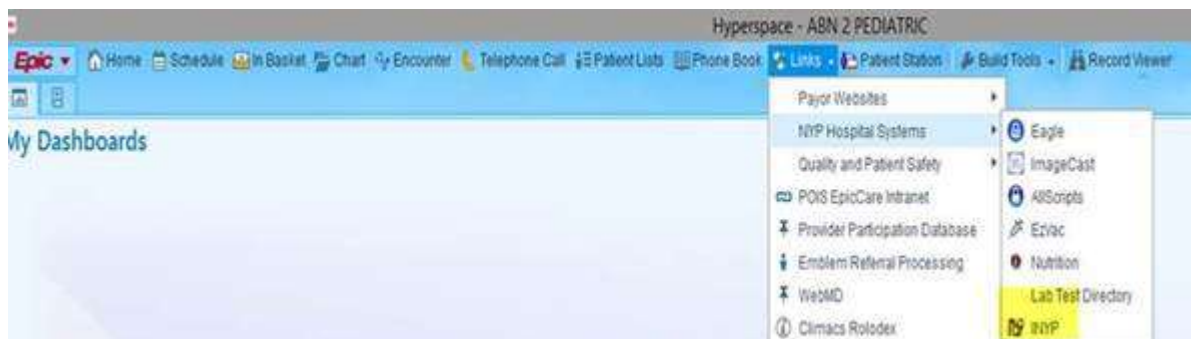 Hyperspace - ABN 2 PEDIATRIC
Epic Home Schedule In Basket Chart Encounter Telephone Call Patient Lists Phone Book Links Patient Station Build Tools Record Viewer
My Dashboards
Payor Websites
NYP Hospital Systems
Quality and Patient Safety
POIS EpicCare Intranet
Provider Participation Database
Emblem Referral Processing
WebMD
Climacs Rolodex
Eagle
ImageCast
AllScripts
EzVac
Nutrition
Lab Test Directory
INYP